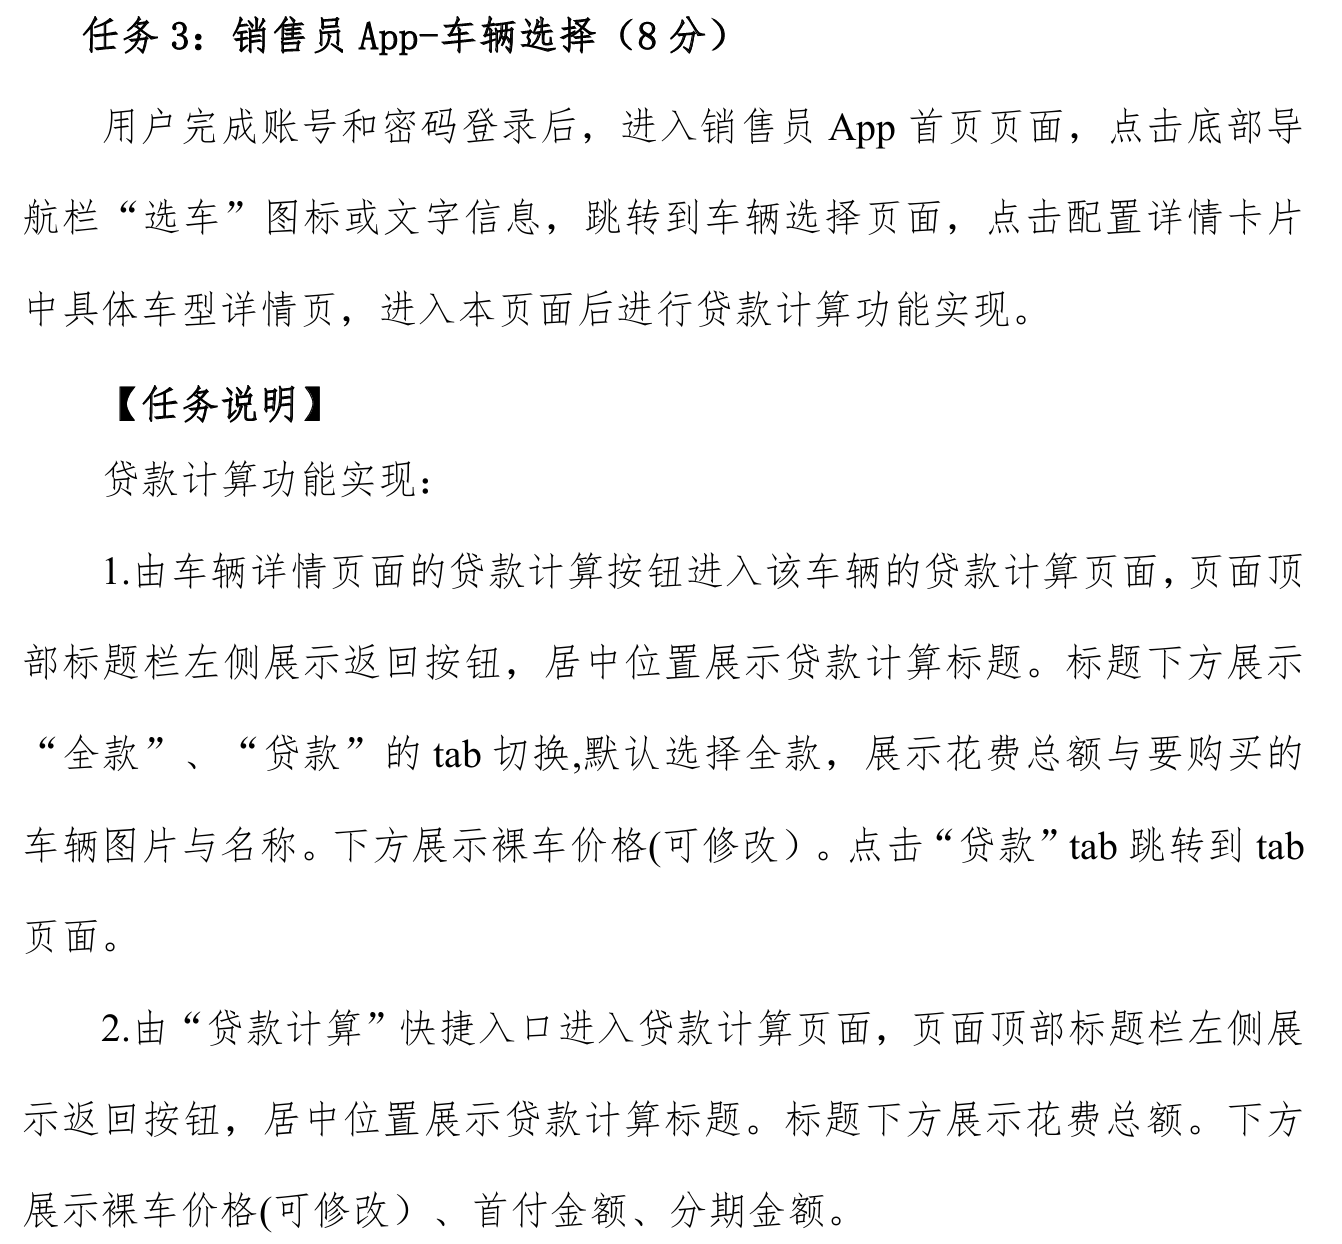 任务 3：销售员 App-车辆选择（8 分）
用户完成账号和密码登录后，进入销售员 App 首页页面，点击底部导
航栏“选车”图标或文字信息，跳转到车辆选择页面，点击配置详情卡片
中具体车型详情页，进入本页面后进行贷款计算功能实现。
【任务说明】
贷款计算功能实现：
1.由车辆详情页面的贷款计算按钮进入该车辆的贷款计算页面，页面顶
部标题栏左侧展示返回按钮，居中位置展示贷款计算标题。标题下方展示
“全款”、“贷款”的 tab 切换,默认选择全款，展示花费总额与要购买的
车辆图片与名称。下方展示裸车价格(可修改）。点击“贷款”tab 跳转到 tab
页面。
2.由“贷款计算”快捷入口进入贷款计算页面，页面顶部标题栏左侧展
示返回按钮，居中位置展示贷款计算标题。标题下方展示花费总额。下方
展示裸车价格(可修改）、首付金额、分期金额。